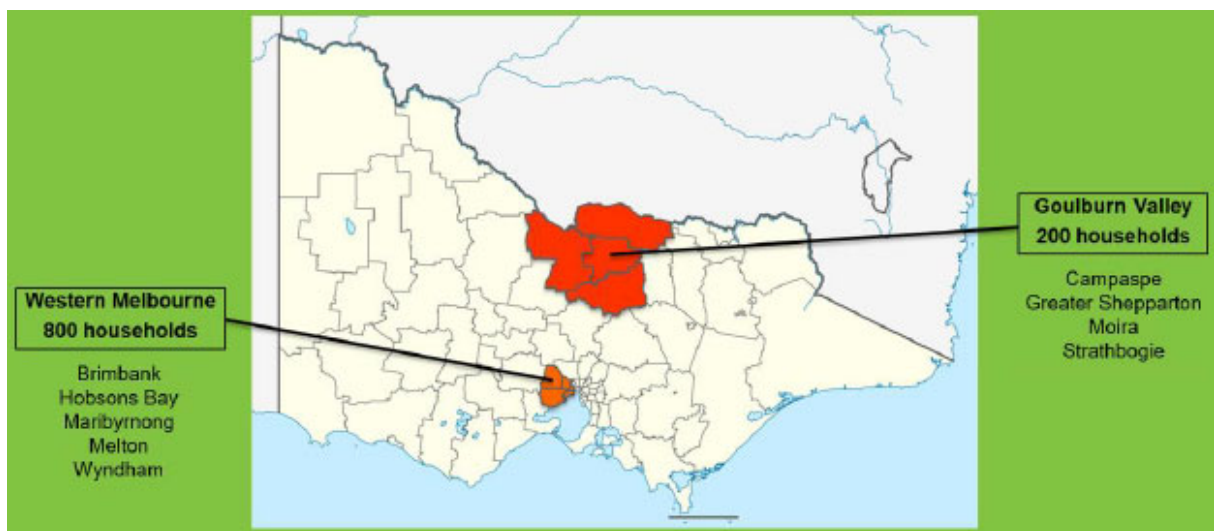 Western Melbourne
800 households
Brimbank
Hobsons Bay
Maribyrnong
Melton
Wyndham
Goulburn Valley
200 households
Campaspe
Greater Shepparton
Moira
Strathbogie